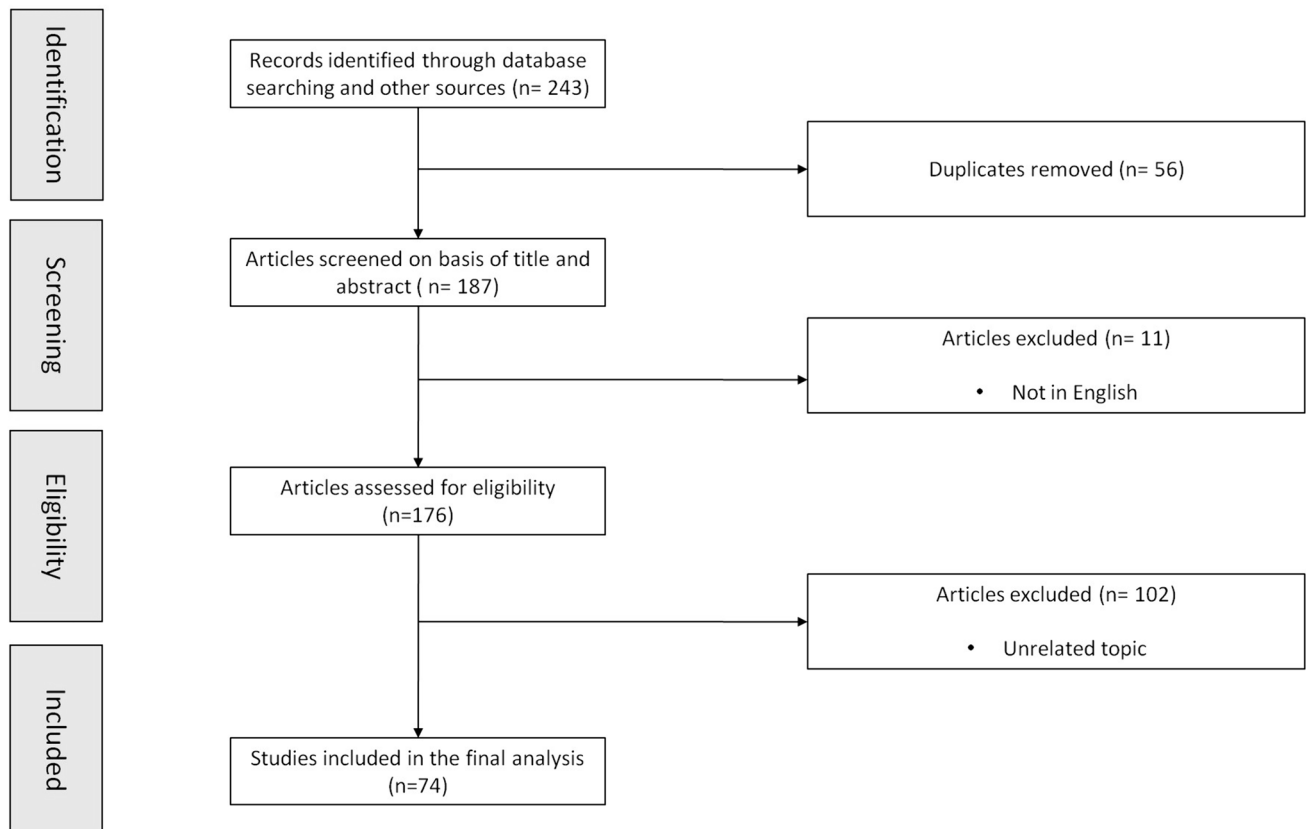 Identification
Records identified through database
searching and other sources (n= 243)
Duplicates removed (n= 56)
Screening
Articles screened on basis of title and
abstract ( n= 187)
Articles excluded (n= 11)
• Not in English
Eligibility
Articles assessed for eligibility
(n=176)
Articles excluded (n= 102)
• Unrelated topic
Included
Studies included in the final analysis
(n=74)